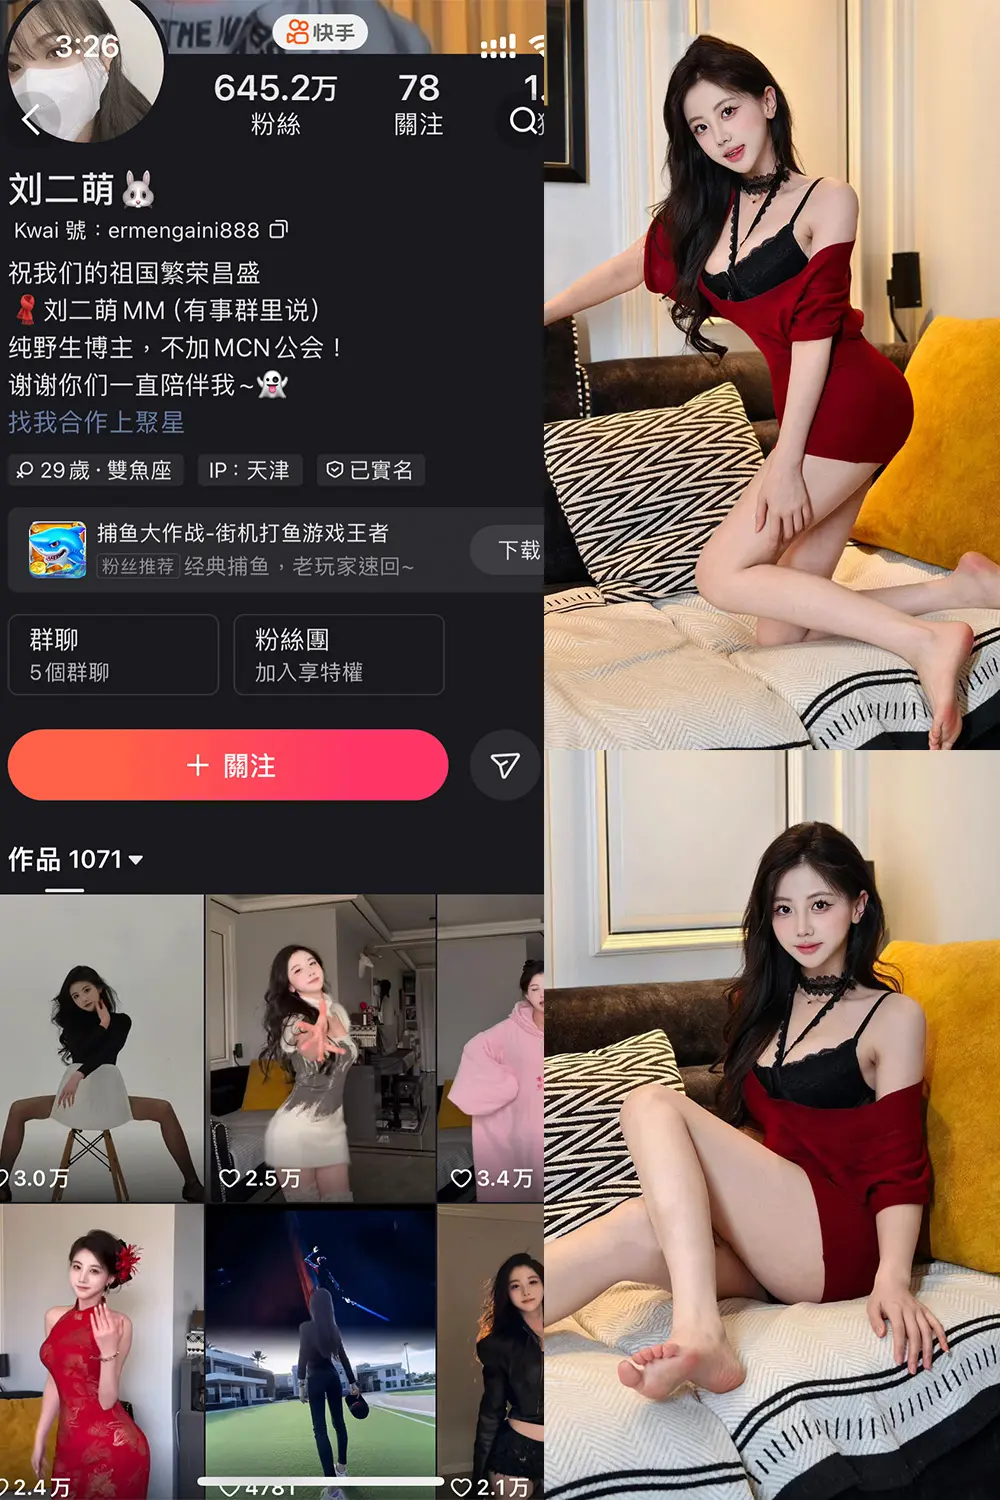 THE
3:26
快手
645.2万
78
1.
粉絲
關注
刘二萌🐰
Kwai 號：ermengaini888
祝我们的祖国繁荣昌盛
🧣刘二萌MM（有事群里说）
纯野生博主，不加MCN公会！
谢谢你们一直陪伴我~👻
找我合作上聚星
29歲·雙魚座
IP：天津
已實名
捕鱼大作战-街机打鱼游戏王者
粉丝推荐 经典捕鱼，老玩家速回~
下载
群聊
5個群聊
粉絲團
加入享特權
＋ 關注
作品 1071
3.0万
2.5万
3.4万
2.4万
4781
2.1万